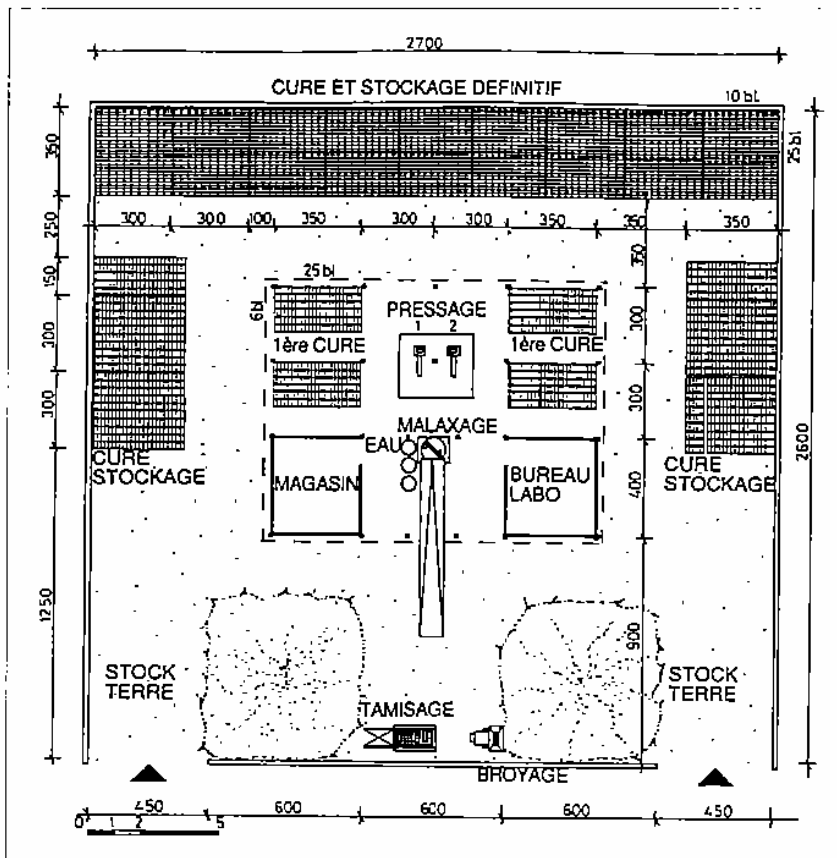 2700
CURE ET STOCKAGE DEFINITIF
10 bl
350
25 bl
300 300 100 350 300 300 350 350 350
250
350
150
25 bl
6 bl
PRESSAGE
1 2
300
300
1ère CURE
1ère CURE
300
300
MALAXAGE
EAU
CURE
STOCKAGE
MAGASIN
BUREAU
LABO
CURE
STOCKAGE
400
2600
1250
900
STOCK
TERRE
STOCK
TERRE
TAMISAGE
BROYAGE
450 600 600 600 450
0 1 2 5